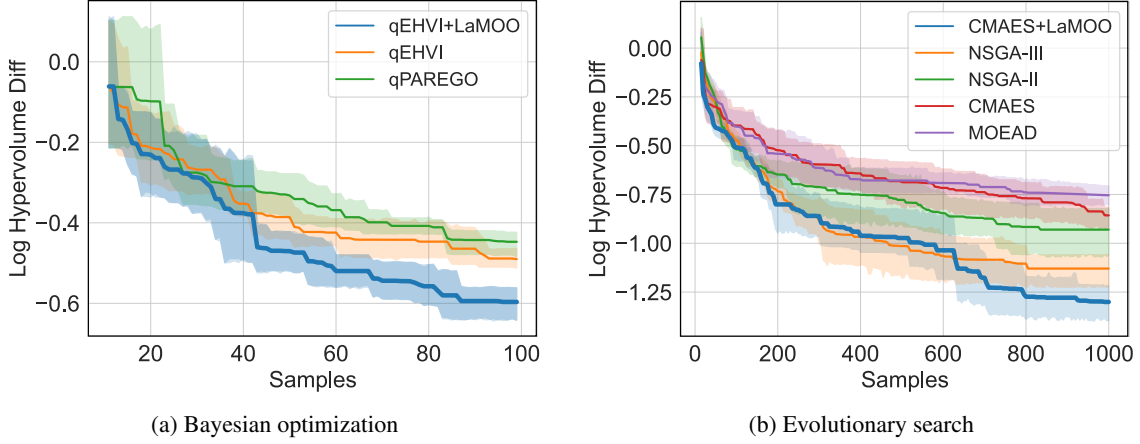 qEHVI+LaMOO
qEHVI
qPAREGO
0.0
−0.2
−0.4
−0.6
Log Hypervolume Diff
20
40
60
80
100
Samples
(a) Bayesian optimization
CMAES+LaMOO
NSGA-III
NSGA-II
CMAES
MOEAD
0.00
−0.25
−0.50
−0.75
−1.00
−1.25
Log Hypervolume Diff
0
200
400
600
800
1000
Samples
(b) Evolutionary search